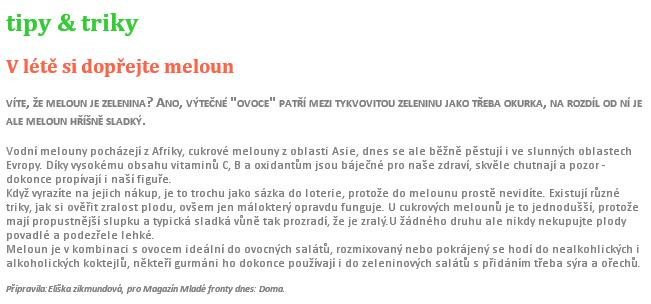 tipy & triky
V létě si dopřejte meloun
VÍTE, ŽE MELOUN JE ZELENINA? ANO, VÝTEČNÉ "OVOCE" PATŘÍ MEZI TYKVOVITOU ZELENINU JAKO TŘEBA OKURKA, NA ROZDÍL OD NÍ JE
ALE MELOUN HŘÍŠNĚ SLADKÝ.
Vodní melouny pocházejí z Afriky, cukrové melouny z oblasti Asie, dnes se ale běžně pěstují i ve slunných oblastech
Evropy. Díky vysokému obsahu vitaminů C, B a oxidantům jsou báječné pro naše zdraví, skvěle chutnají a pozor -
dokonce propívají i naší figuře.
Když vyrazíte na jejich nákup, je to trochu jako sázka do loterie, protože do melounu prostě nevidíte. Existují různé
triky, jak si ověřit zralost plodu, ovšem jen málokterý opravdu funguje. U cukrových melounů je to jednodušší, protože
mají propustnější slupku a typická sladká vůně tak prozradí, že je zralý.U žádného druhu ale nikdy nekupujte plody
povadlé a podezřele lehké.
Meloun je v kombinaci s ovocem ideální do ovocných salátů, rozmixovaný nebo pokrájený se hodí do nealkohlických i
alkoholických koktejlů, někteří gurmáni ho dokonce používají i do zeleninových salátů s přidáním třeba sýra a ořechů.
Připravila: Eliška zikmundová, pro Magazín Mladé fronty dnes: Doma.